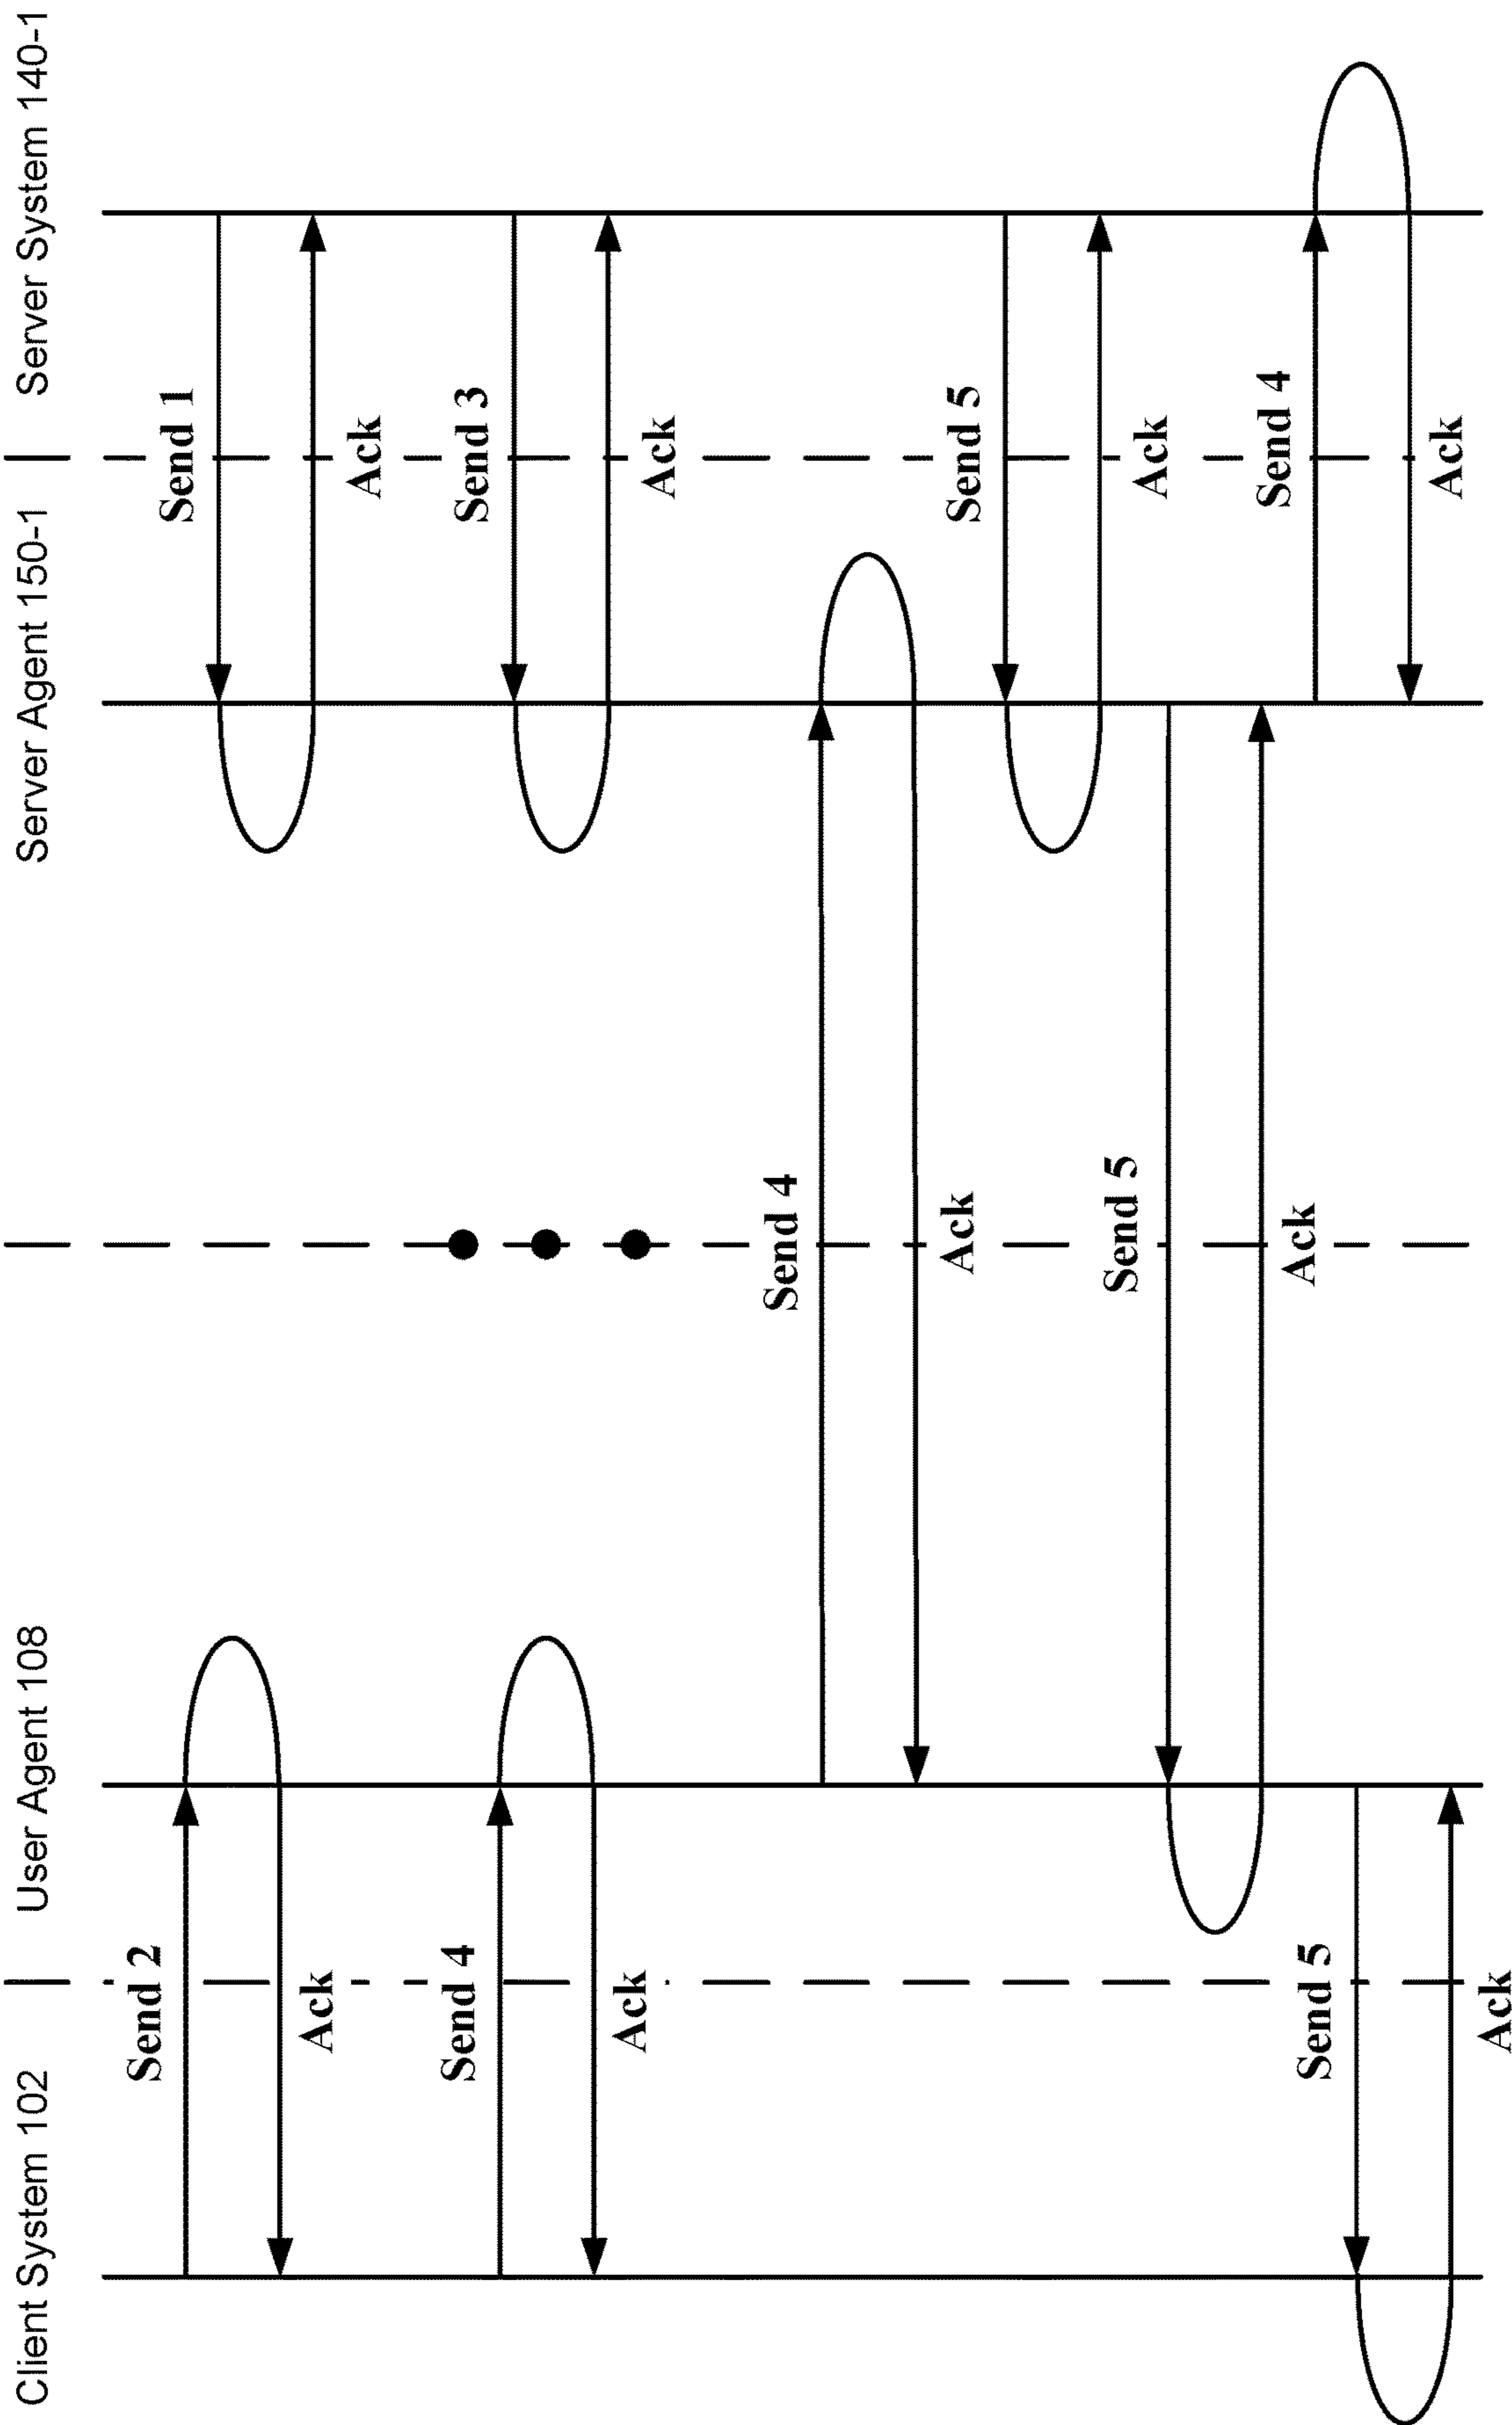 Client System 102
User Agent 108
Server Agent 150-1
Server System 140-1
Send 2
Send 1
Ack
Ack
Send 4
Send 3
Ack
Ack
Send 4
Ack
Send 5
Send 5
Ack
Send 4
Ack
Send 5
Ack
Ack